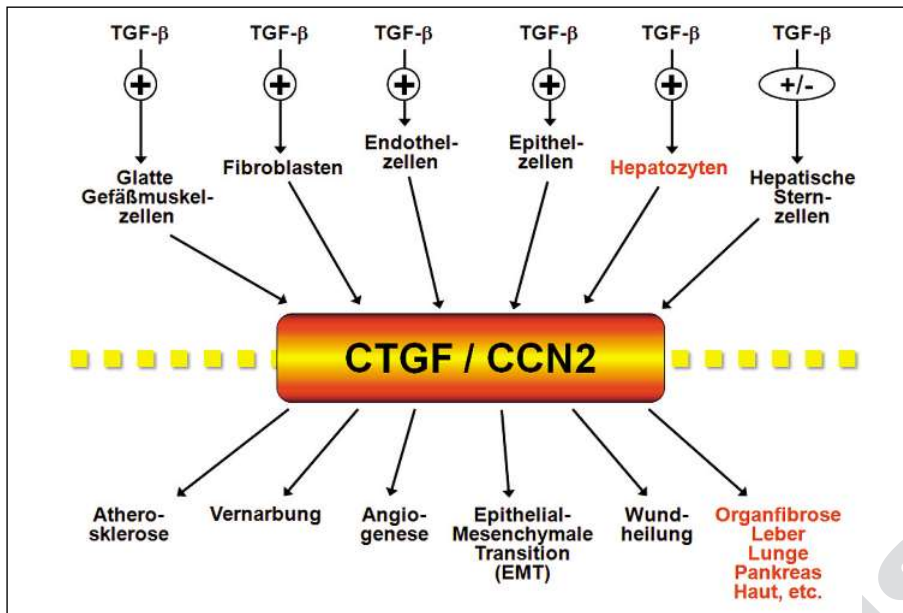 TGF-β TGF-β TGF-β TGF-β TGF-β TGF-β
+ + + + + +/-
Glatte
Gefäßmuskel-
zellen
Fibroblasten
Endothel-
zellen
Epithel-
zellen
Hepatozyten
Hepatische
Stern-
zellen
CTGF / CCN2
Athero-
sklerose
Vernarbung
Angio-
genese
Epithelial-
Mesenchymale
Transition
(EMT)
Wund-
heilung
Organfibrose
Leber
Lunge
Pankreas
Haut, etc.